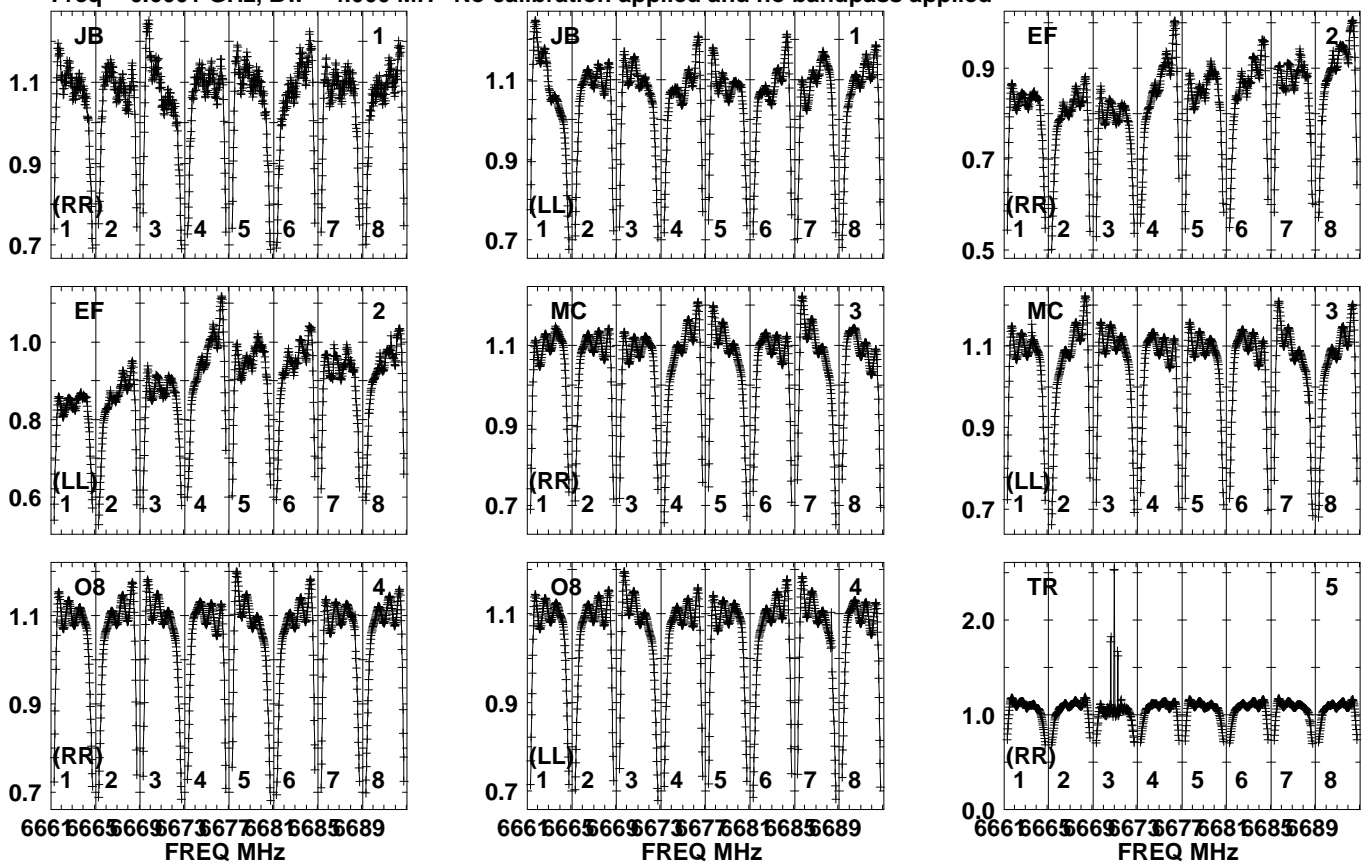 JB 1 JB 1 EF 2
1.1 1.1 0.9
0.9 0.9 0.7
(RR) (LL) (RR)
1 2 3 4 5 6 7 8 1 2 3 4 5 6 7 8 1 2 3 4 5 6 7 8
0.7 0.7 0.5
EF 2 MC 3 MC 3
1.0 1.1 1.1
0.8 0.9 0.9
(LL) (RR) (LL)
0.6 1 2 3 4 5 6 7 8 0.7 1 2 3 4 5 6 7 8 0.7 1 2 3 4 5 6 7 8
O8 4 O8 4 TR 5
1.1 1.1 2.0
0.9 0.9 1.0
(RR) (LL) (RR)
0.7 1 2 3 4 5 6 7 8 0.7 1 2 3 4 5 6 7 8 0.0 1 2 3 4 5 6 7 8
6661 6665 6669 6673 6677 6681 6685 6689 6661 6665 6669 6673 6677 6681 6685 6689 6661 6665 6669 6673 6677 6681 6685 6689
FREQ MHz FREQ MHz FREQ MHz